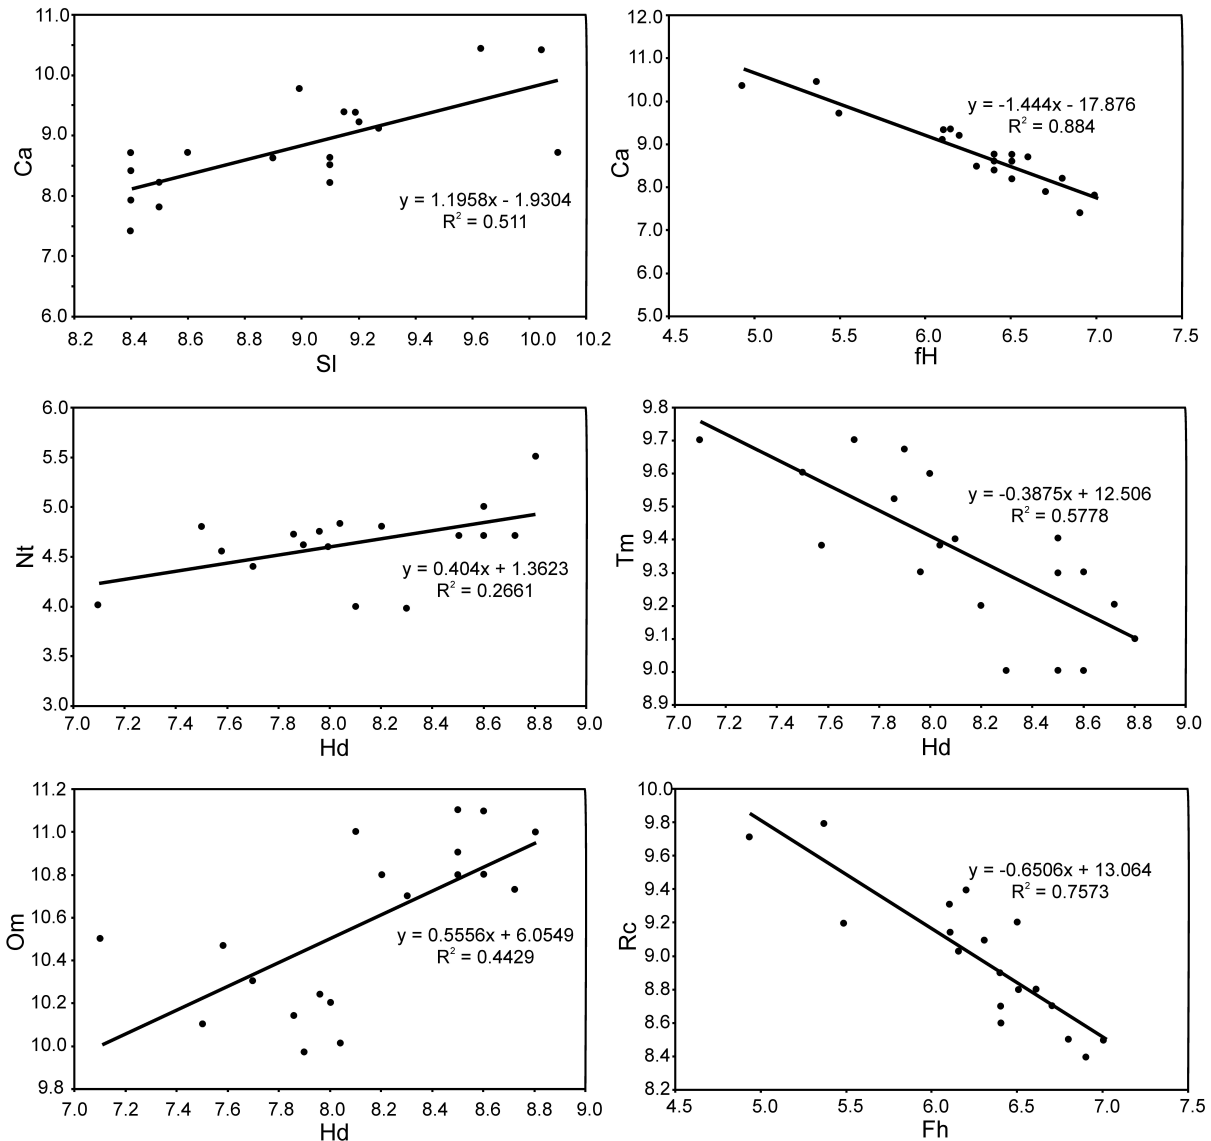 11.0
10.0
9.0
8.0
7.0
6.0
Ca
y = 1.1958x - 1.9304
R² = 0.511
8.2 8.4 8.6 8.8 9.0 9.2 9.4 9.6 9.8 10.0 10.2
Sl
12.0
11.0
10.0
9.0
8.0
7.0
6.0
5.0
Ca
y = -1.444x - 17.876
R² = 0.884
4.5 5.0 5.5 6.0 6.5 7.0 7.5
fH
6.0
5.5
5.0
4.5
4.0
3.5
3.0
Nt
y = 0.404x + 1.3623
R² = 0.2661
7.0 7.2 7.4 7.6 7.8 8.0 8.2 8.4 8.6 8.8 9.0
Hd
9.8
9.7
9.6
9.5
9.4
9.3
9.2
9.1
9.0
8.9
Tm
y = -0.3875x + 12.506
R² = 0.5778
7.0 7.2 7.4 7.6 7.8 8.0 8.2 8.4 8.6 8.8 9.0
Hd
11.2
11.0
10.8
10.6
10.4
10.2
10.0
9.8
Om
y = 0.5556x + 6.0549
R² = 0.4429
7.0 7.2 7.4 7.6 7.8 8.0 8.2 8.4 8.6 8.8 9.0
Hd
10.0
9.8
9.6
9.4
9.2
9.0
8.8
8.6
8.4
8.2
Rc
y = -0.6506x + 13.064
R² = 0.7573
4.5 5.0 5.5 6.0 6.5 7.0 7.5
Fh